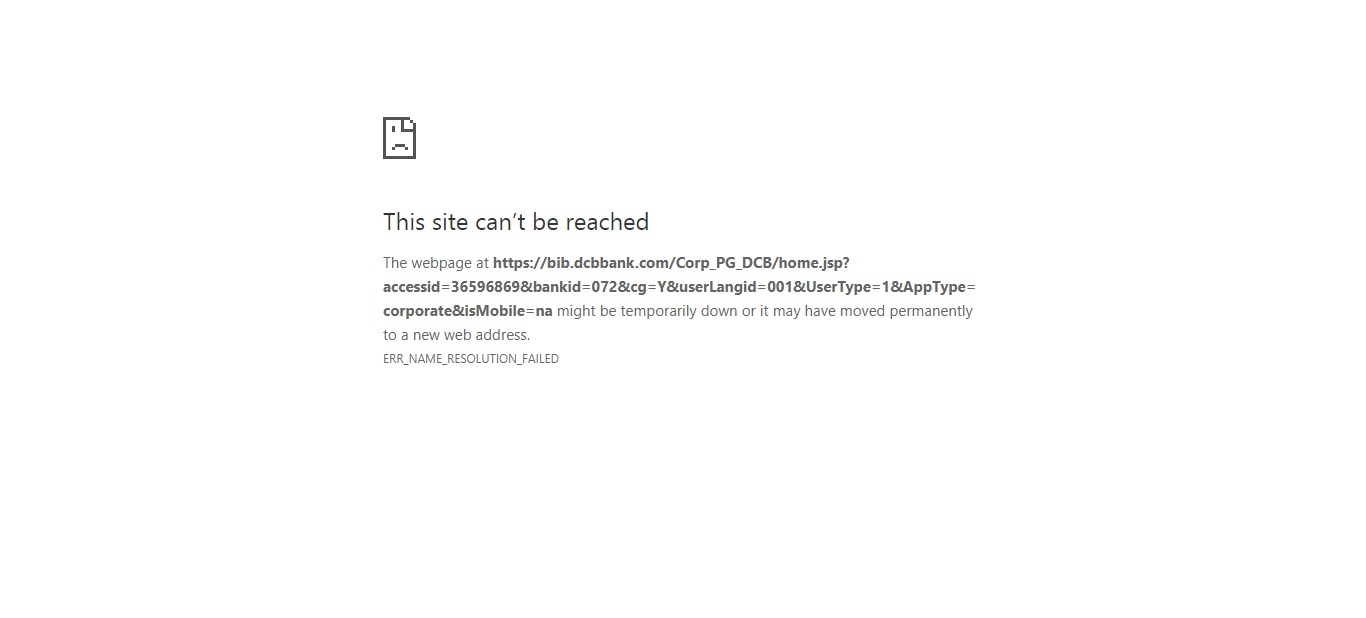 This site can’t be reached
The webpage at https://bib.dcbbank.com/Corp_PG_DCB/home.jsp?
accessid=36596869&bankid=072&cg=Y&userLangid=001&UserType=1&AppType=
corporate&isMobile=na might be temporarily down or it may have moved permanently
to a new web address.
ERR_NAME_RESOLUTION_FAILED